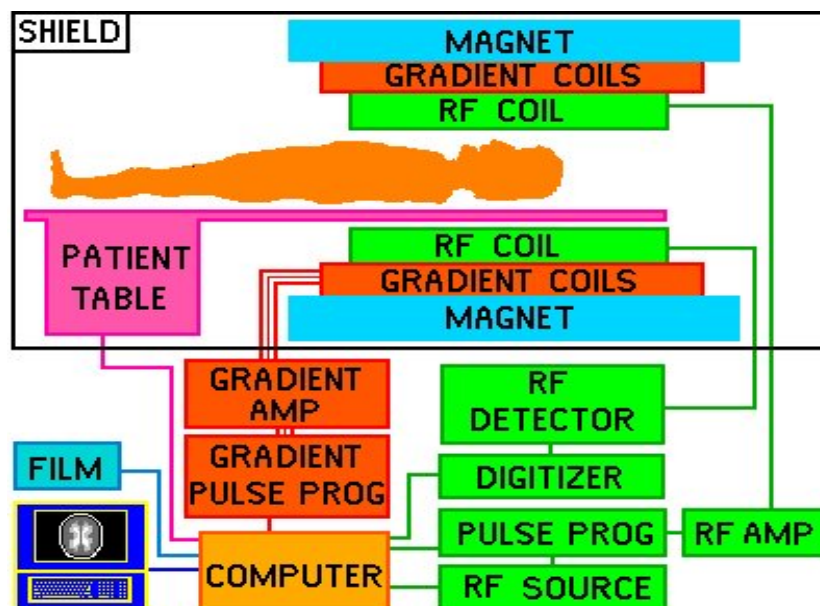 SHIELD
MAGNET
GRADIENT COILS
RF COIL
PATIENT
TABLE
RF COIL
GRADIENT COILS
MAGNET
GRADIENT
AMP
RF
DETECTOR
FILM
GRADIENT
PULSE PROG
DIGITIZER
PULSE PROG
RF AMP
COMPUTER
RF SOURCE